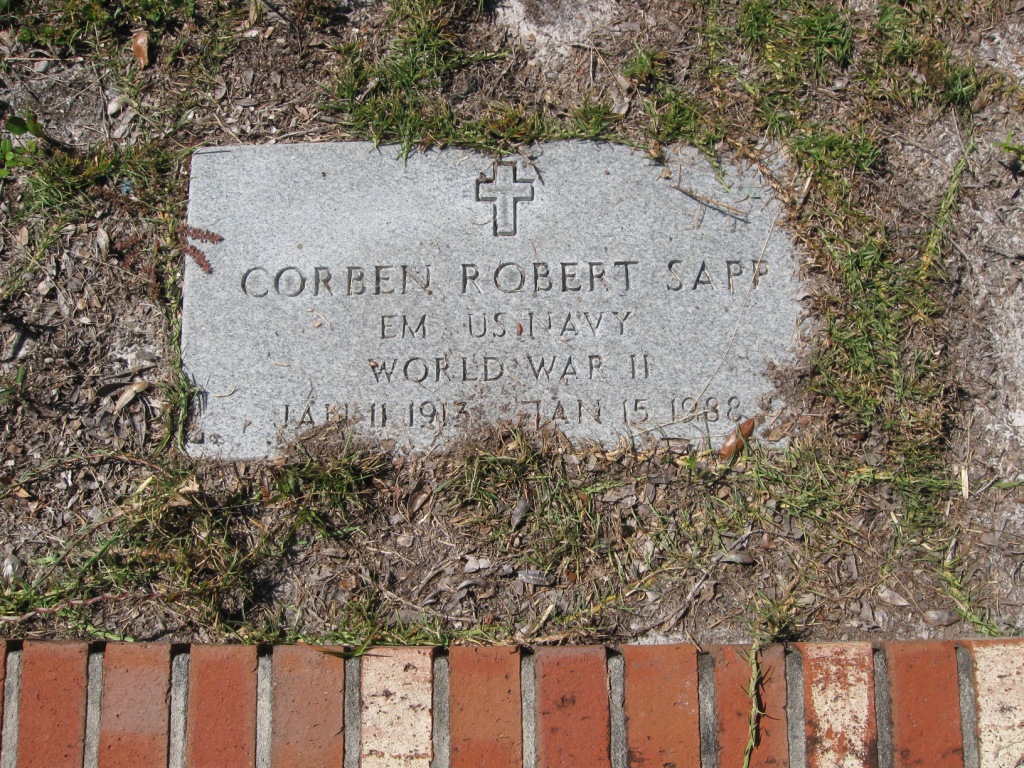 CORBEN ROBERT SAPP
EM US NAVY
WORLD WAR II
JAN 11 1913 JAN 15 1988